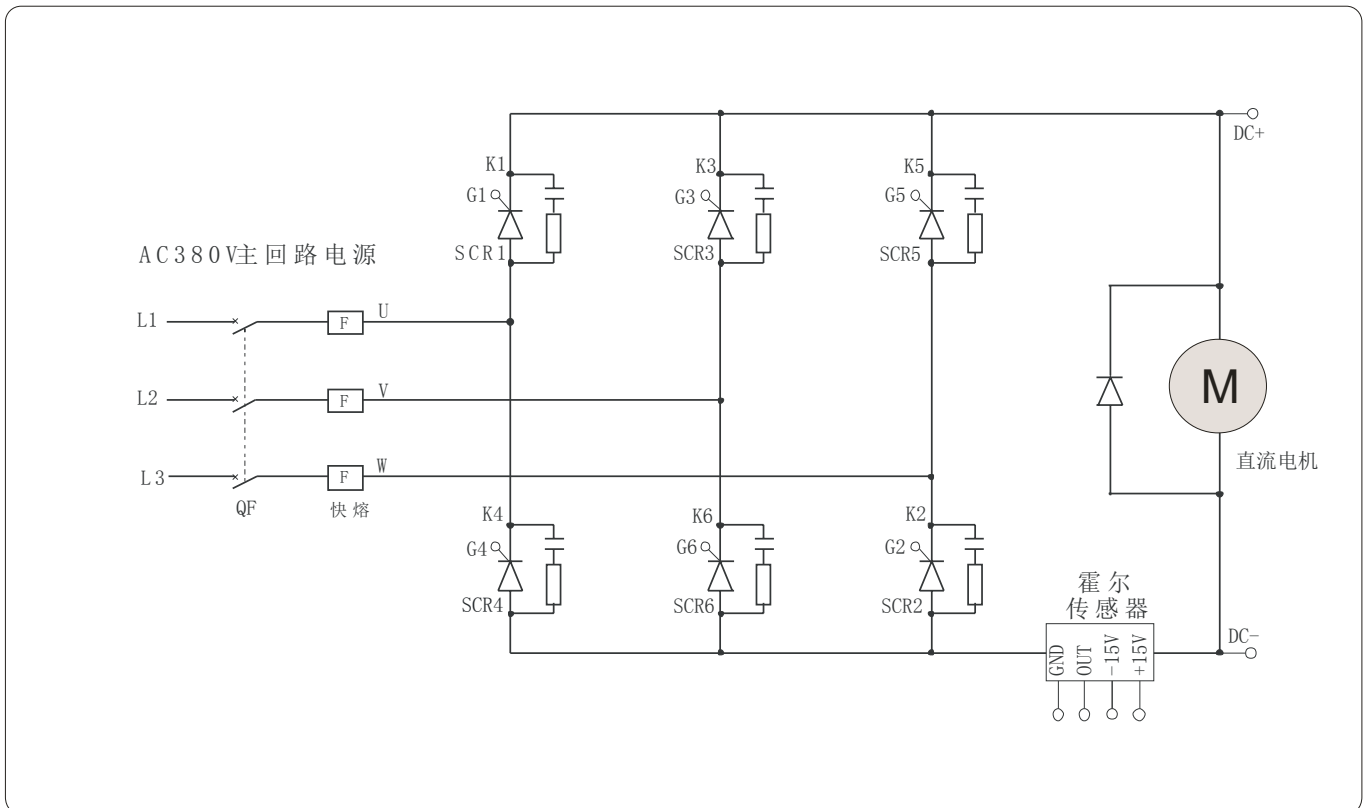 DC+
K1
K3
K5
G1
G3
G5
SCR1
SCR3
SCR5
AC380V主回路电源
L1
F
U
L2
F
V
M
直流电机
L3
F
W
QF
快熔
K4
K6
K2
G4
G6
G2
SCR4
SCR6
SCR2
霍尔
传感器
GND
OUT
-15V
+15V
DC-